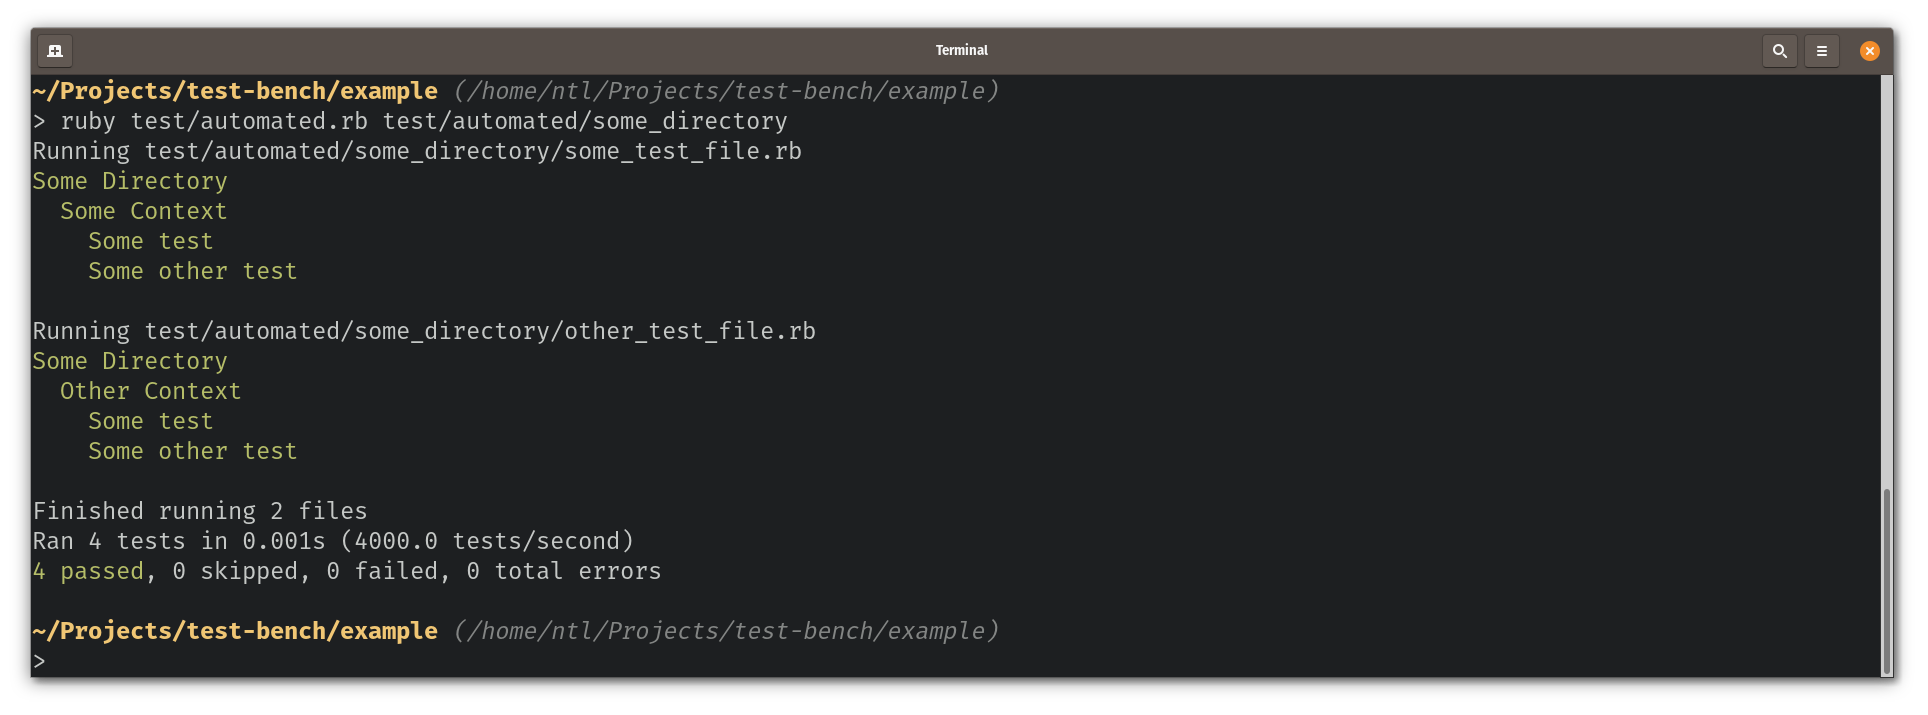 Terminal
~/Projects/test-bench/example (/home/ntl/Projects/test-bench/example)
> ruby test/automated.rb test/automated/some_directory
Running test/automated/some_directory/some_test_file.rb
Some Directory
  Some Context
    Some test
    Some other test

Running test/automated/some_directory/other_test_file.rb
Some Directory
  Other Context
    Some test
    Some other test

Finished running 2 files
Ran 4 tests in 0.001s (4000.0 tests/second)
4 passed, 0 skipped, 0 failed, 0 total errors

~/Projects/test-bench/example (/home/ntl/Projects/test-bench/example)
>